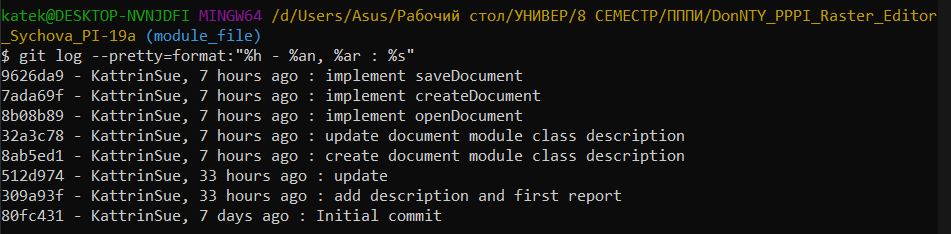 katek@DESKTOP-NVNJDFI MINGW64 /d/Users/Asus/Рабочий стол/УНИВЕР/8 СЕМЕСТР/ПППИ/DonNTY_PPPI_Raster_Editor
_Sychova_PI-19a (module_file)
$ git log --pretty=format:"%h - %an, %ar : %s"
9626da9 - KattrinSue, 7 hours ago : implement saveDocument
7ada69f - KattrinSue, 7 hours ago : implement createDocument
8b08b89 - KattrinSue, 7 hours ago : implement openDocument
32a3c78 - KattrinSue, 7 hours ago : update document module class description
8ab5ed1 - KattrinSue, 7 hours ago : create document module class description
512d974 - KattrinSue, 33 hours ago : update
309a93f - KattrinSue, 33 hours ago : add description and first report
80fc431 - KattrinSue, 7 days ago : Initial commit